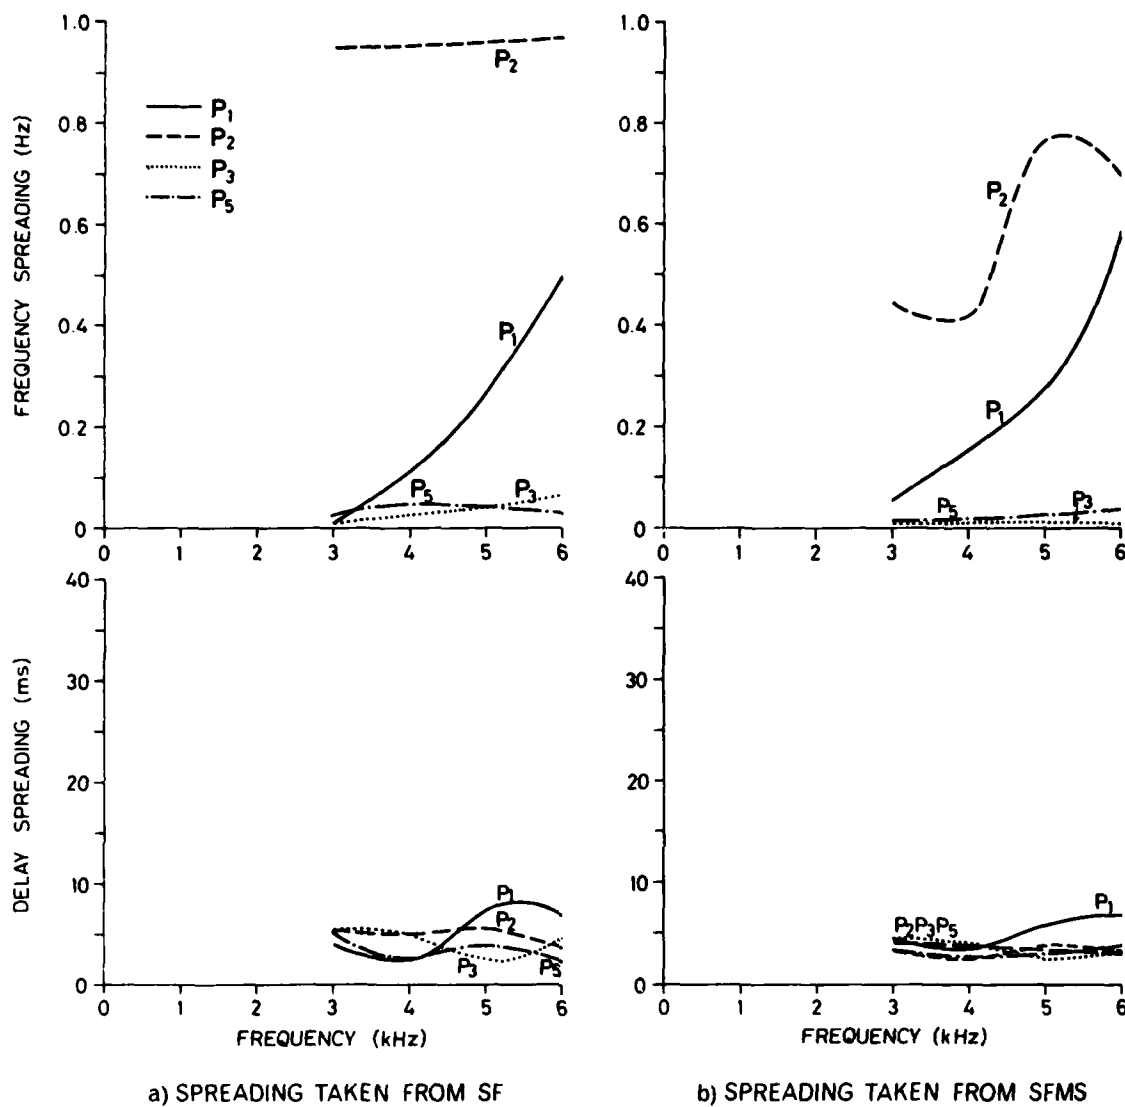 FREQUENCY SPREADING (Hz)
1.0
0.8
0.6
0.4
0.2
0
0 1 2 3 4 5 6
P1
P2
P3
P5
P2
P1
P5
P3
1.0
0.8
0.6
0.4
0.2
0
0 1 2 3 4 5 6
P2
P1
P5
P3
DELAY SPREADING (ms)
40
30
20
10
0
0 1 2 3 4 5 6
P1
P2
P3
P5
FREQUENCY (kHz)
40
30
20
10
0
0 1 2 3 4 5 6
P1
P2P3P5
FREQUENCY (kHz)
a) SPREADING TAKEN FROM SF
b) SPREADING TAKEN FROM SFMS